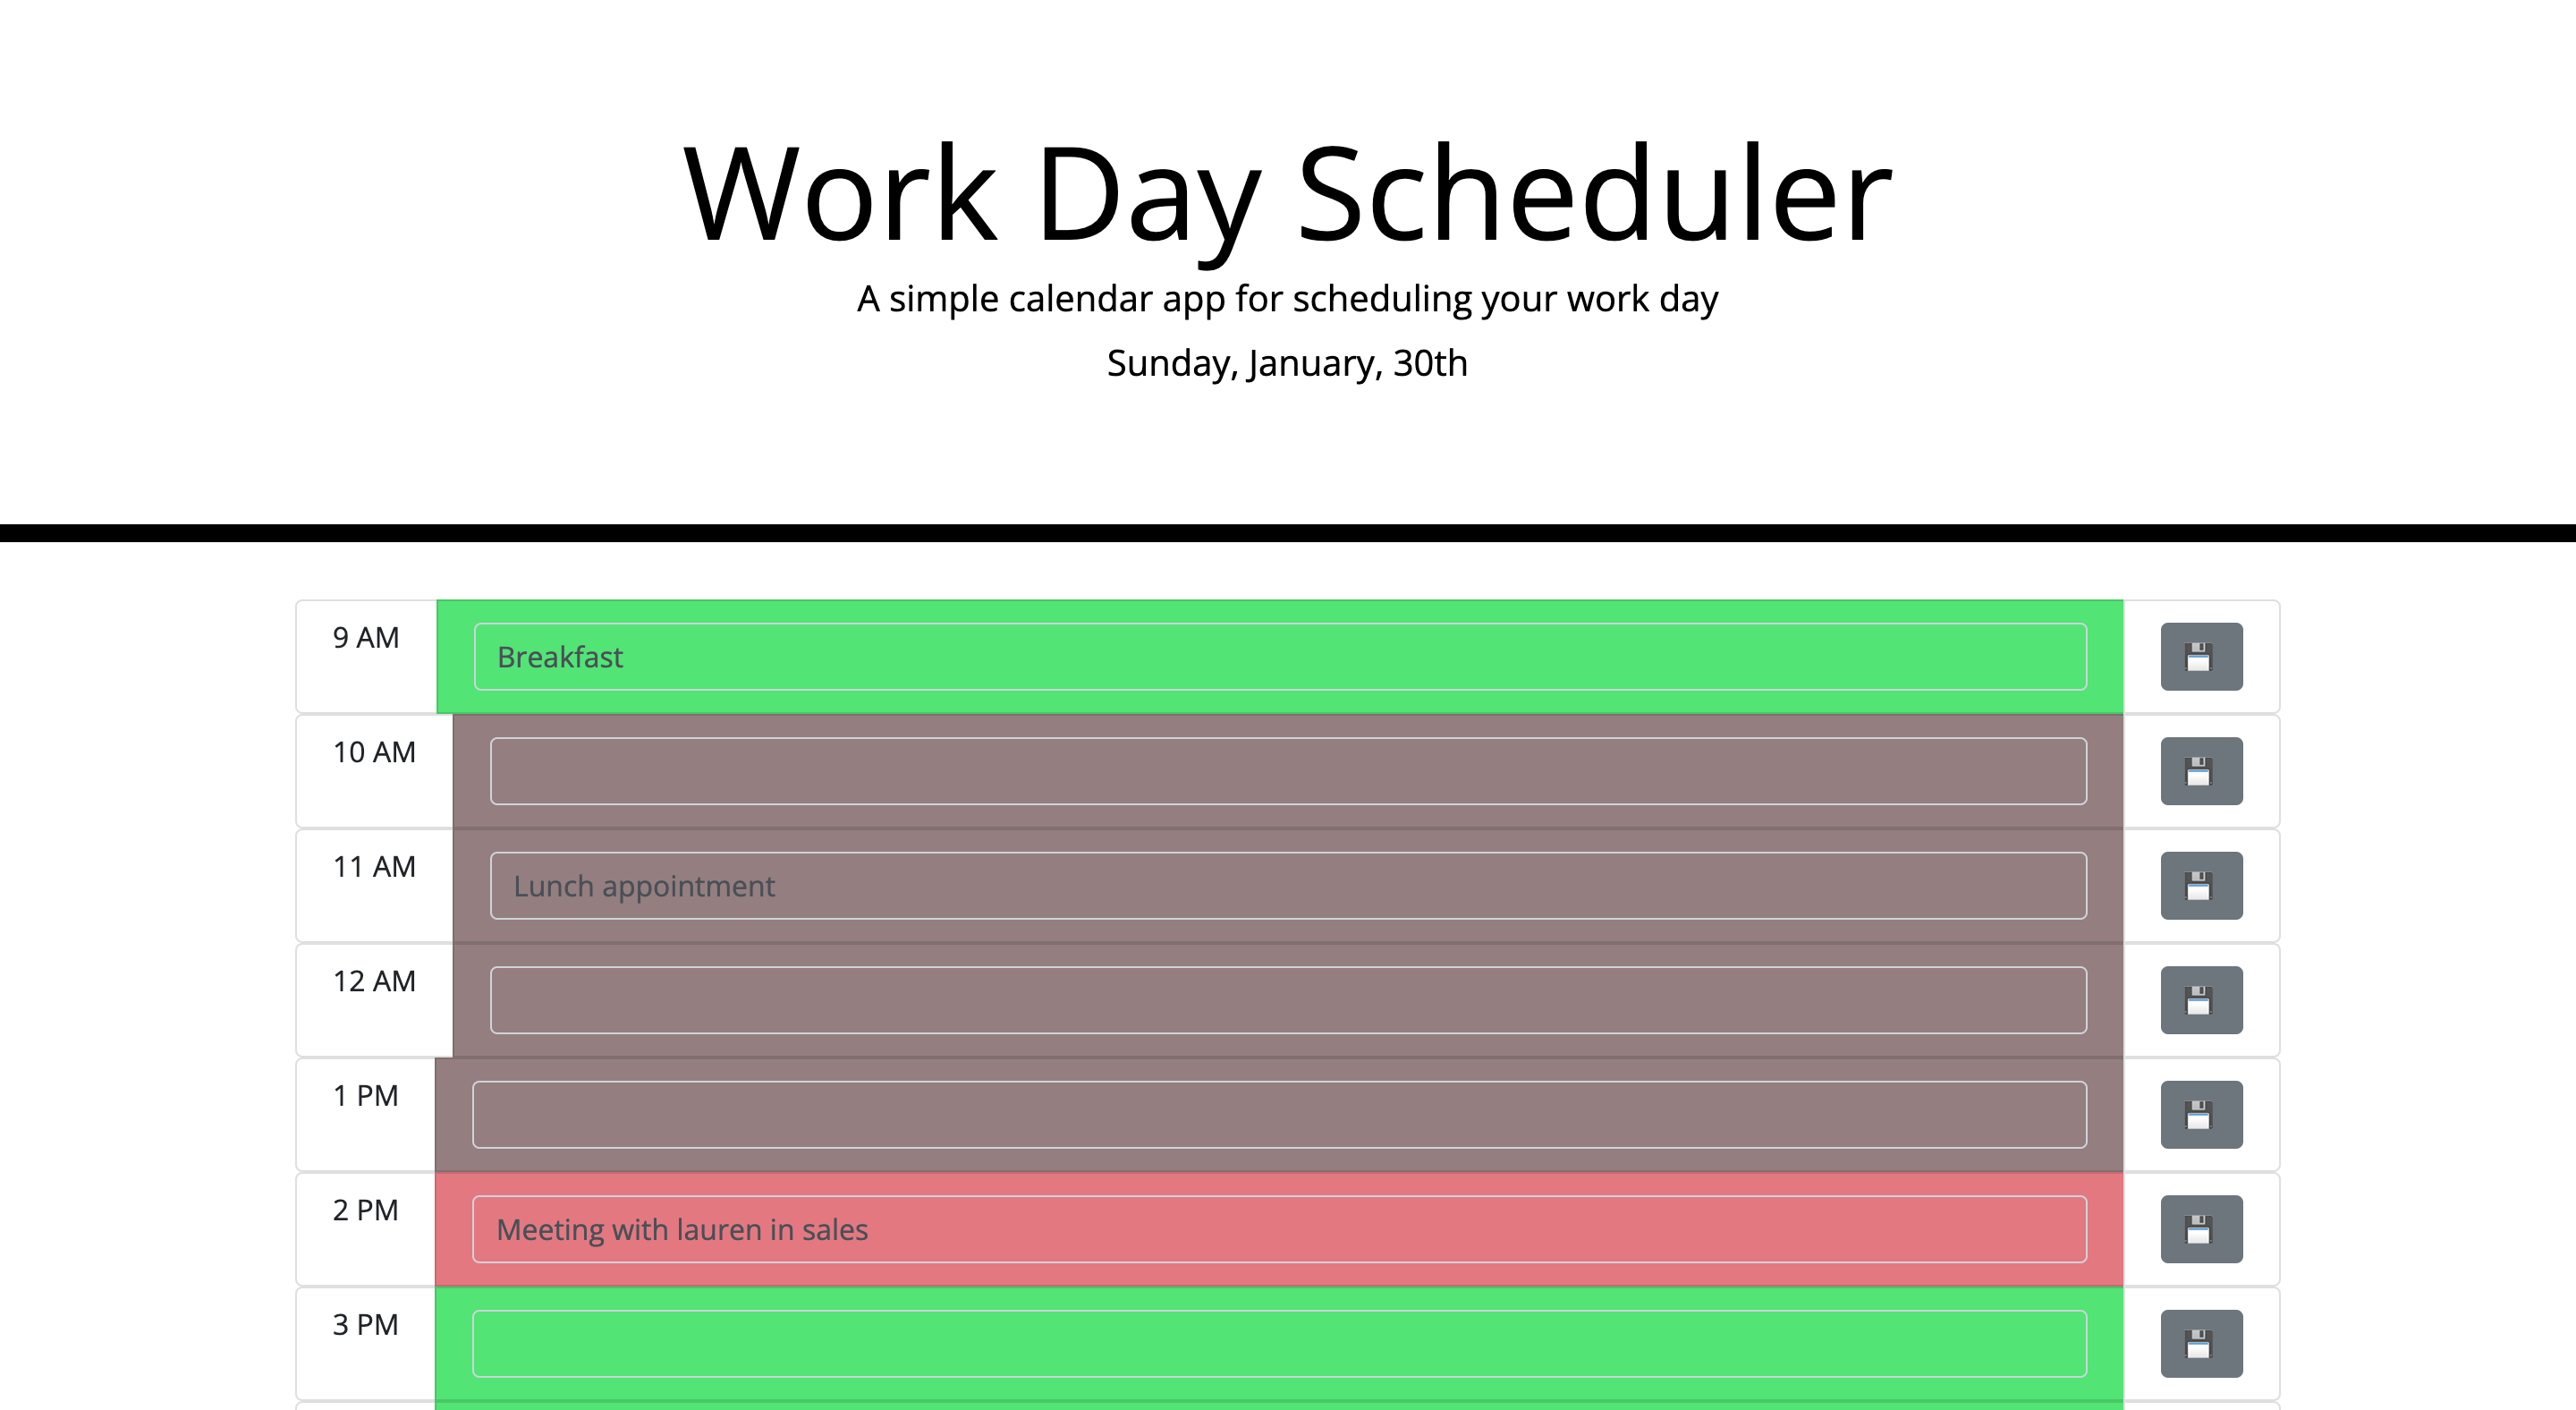 Work Day Scheduler
A simple calendar app for scheduling your work day
Sunday, January, 30th
9 AM
Breakfast
10 AM
11 AM
Lunch appointment
12 AM
1 PM
2 PM
Meeting with lauren in sales
3 PM